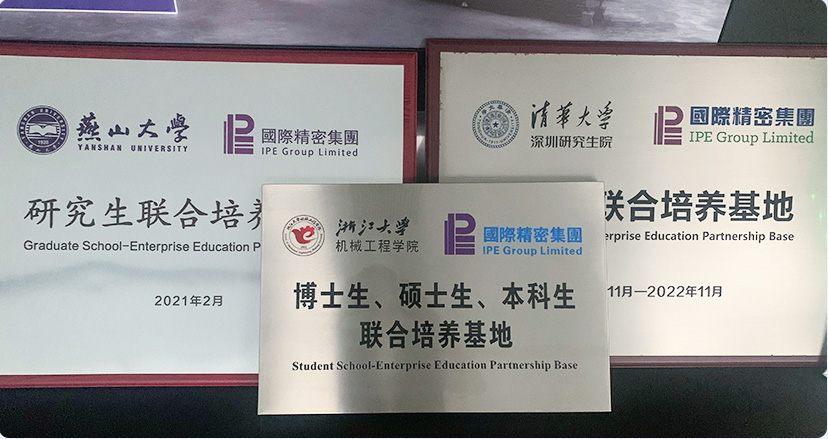 燕山大学
YANSHAN UNIVERSITY
國際精密集團
IPE Group Limited
研究生联合培养
Graduate School-Enterprise Education P
2021年2月
清华大学
深圳研究生院
國際精密集團
IPE Group Limited
联合培养基地
erprise Education Partnership Base
11月—2022年11月
浙江大学
机械工程学院
國際精密集團
IPE Group Limited
博士生、硕士生、本科生
联合培养基地
Student School-Enterprise Education Partnership Base